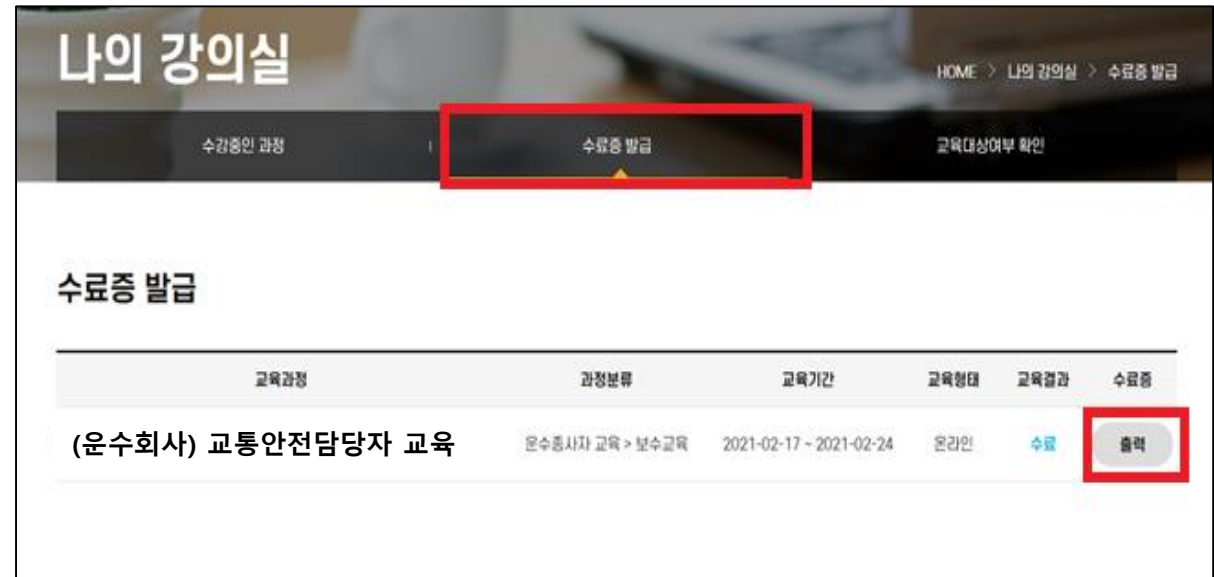 나의 강의실
HOME > 나의 강의실 > 수료증 발급
수강중인 과정 | 수료증 발급 교육대상여부 확인
수료증 발급
교육과정 과정분류 교육기간 교육형태 교육결과 수료증
(운수회사) 교통안전담당자 교육 운수종사자 교육 > 보수교육 2021-02-17 ~ 2021-02-24 온라인 수료 출력